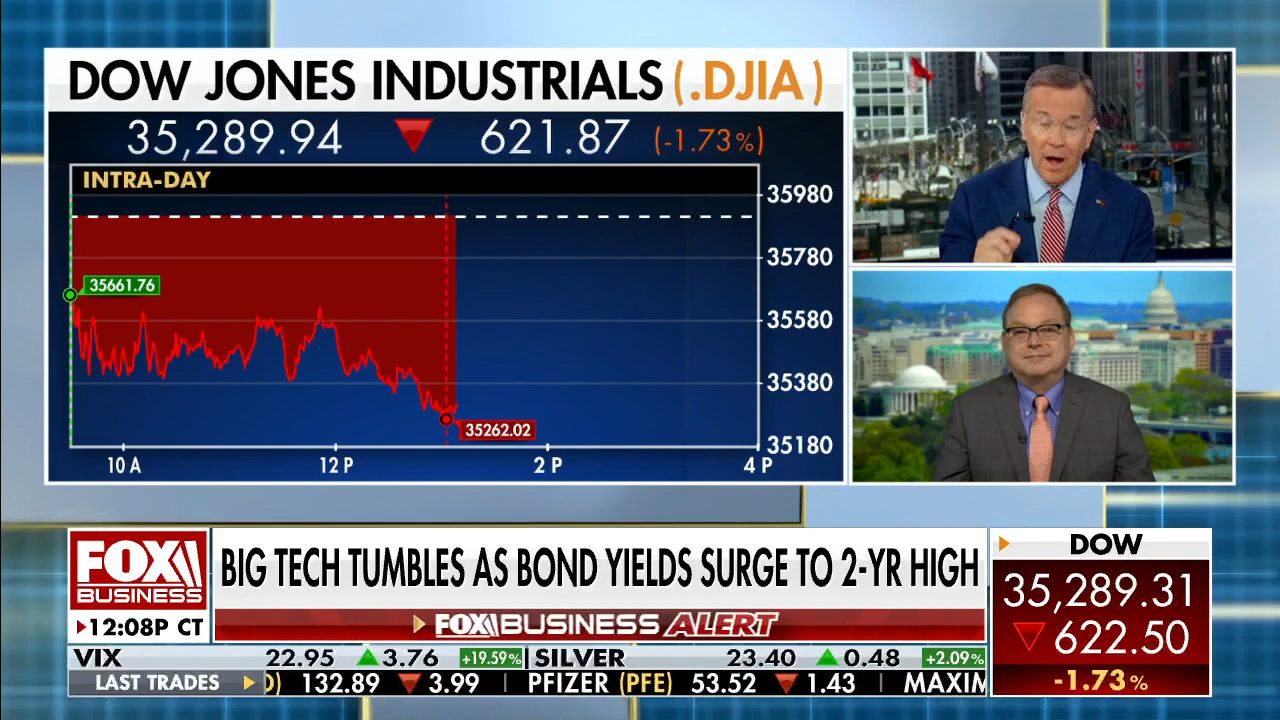 DOW JONES INDUSTRIALS (.DJIA)
35,289.94 ▼ 621.87 (-1.73%)
INTRA-DAY
35980
35780
35661.76
35580
35380
35262.02
35180
10 A 12 P 2 P 4 P
FOX BUSINESS
12:08P CT
BIG TECH TUMBLES AS BOND YIELDS SURGE TO 2-YR HIGH
FOX BUSINESS ALERT
DOW
35,289.31
▼ 622.50
-1.73%
VIX 22.95 ▲ 3.76 +19.59% SILVER 23.40 ▲ 0.48 +2.09%
LAST TRADES ) 132.89 ▼ 3.99 | PFIZER (PFE) 53.52 ▼ 1.43 | MAXIM